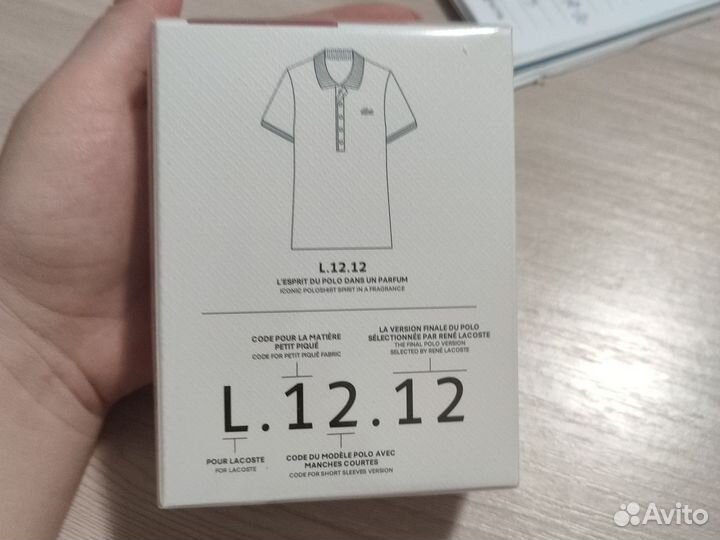 L.12.12
L'ESPRIT DU POLO DANS UN PARFUM
ICONIC POLOSHIRT SPIRIT IN A FRAGRANCE
CODE POUR LA MATIÈRE
PETIT PIQUÉ
CODE FOR PETIT PIQUÉ FABRIC
LA VERSION FINALE DU POLO
SÉLECTIONNÉE PAR RENÉ LACOSTE
THE FINAL POLO VERSION
SELECTED BY RENÉ LACOSTE
L.12.12
POUR LACOSTE
FOR LACOSTE
CODE DU MODÈLE POLO AVEC
MANCHES COURTES
CODE FOR SHORT SLEEVES VERSION
Avito